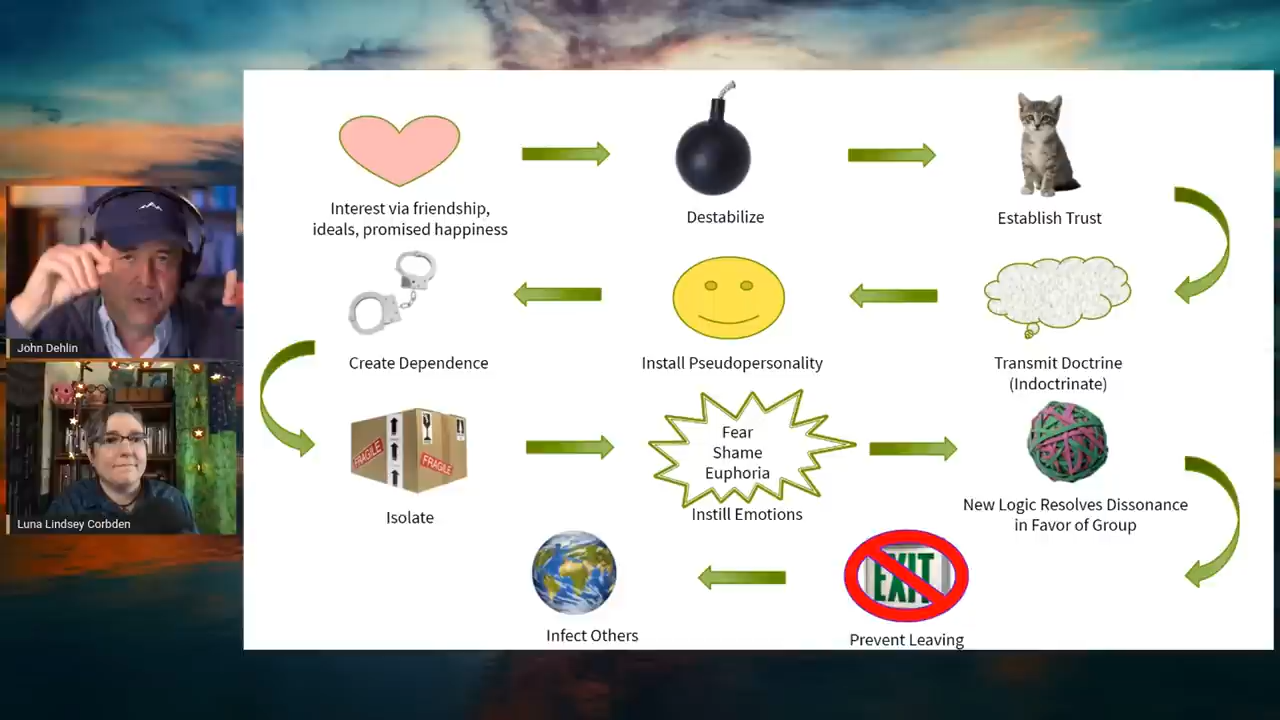 Interest via friendship,
ideals, promised happiness
Destabilize
Establish Trust
Transmit Doctrine
(Indoctrinate)
Install Pseudopersonality
Create Dependence
FRAGILE
FRAGILE
Isolate
Fear
Shame
Euphoria
Instill Emotions
New Logic Resolves Dissonance
in Favor of Group
EXIT
Prevent Leaving
Infect Others
John Dehlin
Luna Lindsey Corbden